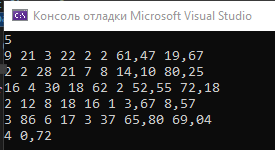 Консоль отладки Microsoft Visual Studio
5
9 21 3 22 2 2 61,47 19,67
2 2 28 21 7 8 14,10 80,25
16 4 30 18 62 2 52,55 72,18
2 12 8 18 16 1 3,67 8,57
3 86 6 17 3 37 65,80 69,04
4 0,72